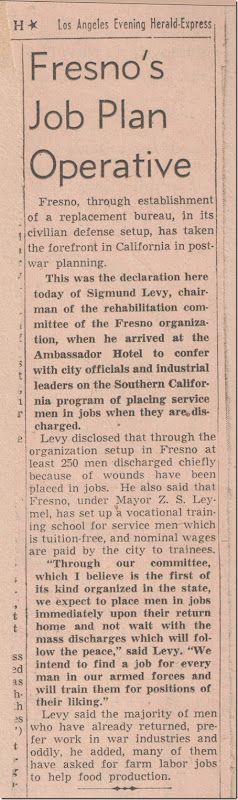 H★ Los Angeles Evening Herald-Express
Fresno's
Job Plan
Operative
Fresno, through establishment
of a replacement bureau, in its
civilian defense setup, has taken
the forefront in California in post-
war planning.
This was the declaration here
today of Sigmund Levy, chair-
man of the rehabilitation com-
mittee of the Fresno organiza-
tion, when he arrived at the
Ambassador Hotel to confer
with city officials and industrial
leaders on the Southern Califor-
nia program of placing service
men in jobs when they are dis-
charged.
Levy disclosed that through the
organization setup in Fresno at
least 250 men discharged chiefly
because of wounds have been
placed in jobs. He also said that
Fresno, under Mayor Z. S. Ley-
mel, has set up a vocational train-
ing school for service men which
is tuition-free, and nominal wages
are paid by the city to trainees.
"Through our committee,
which I believe is the first of
its kind organized in the state,
we expect to place men in jobs
immediately upon their return
home and not wait with the
mass discharges which will fol-
low the peace," said Levy. "We
intend to find a job for every
man in our armed forces and
will train them for positions of
their liking."
Levy said the majority of men
who have already returned, pre-
fer work in war industries and
oddly, he added, many of them
have asked for farm labor jobs
to help food production.